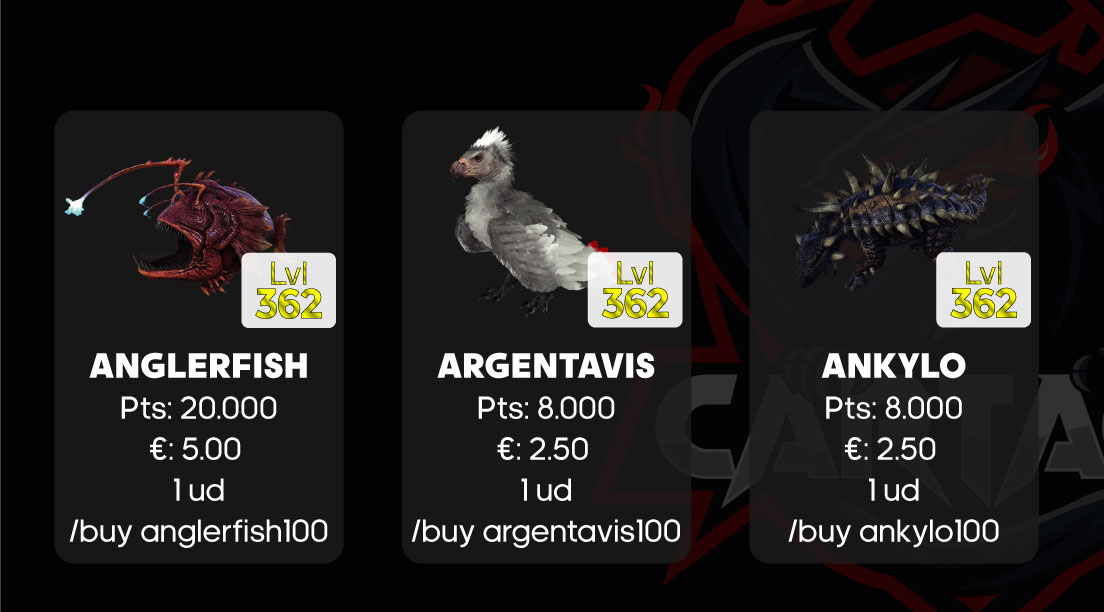 Lvl
362
ANGLERFISH
Pts: 20.000
€: 5.00
1 ud
/buy anglerfish100
Lvl
362
ARGENTAVIS
Pts: 8.000
€: 2.50
1 ud
/buy argentavis100
Lvl
362
ANKYLO
Pts: 8.000
€: 2.50
1 ud
/buy ankylo100